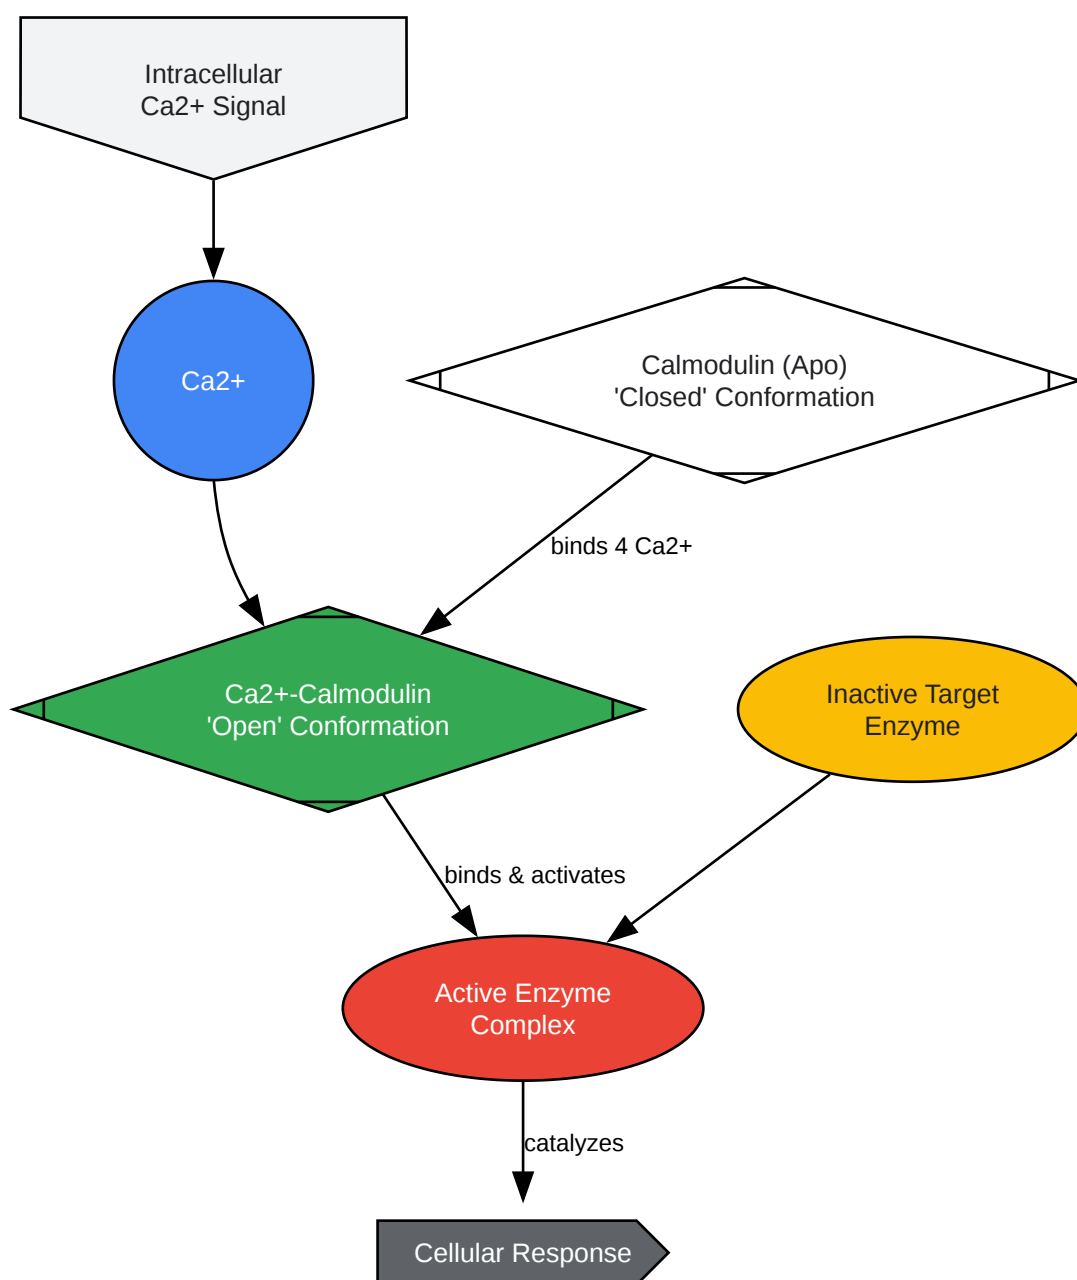 Intracellular
Ca2+ Signal
Ca2+
Calmodulin (Apo)
'Closed' Conformation
binds 4 Ca2+
Ca2+-Calmodulin
'Open' Conformation
Inactive Target
Enzyme
binds & activates
Active Enzyme
Complex
catalyzes
Cellular Response